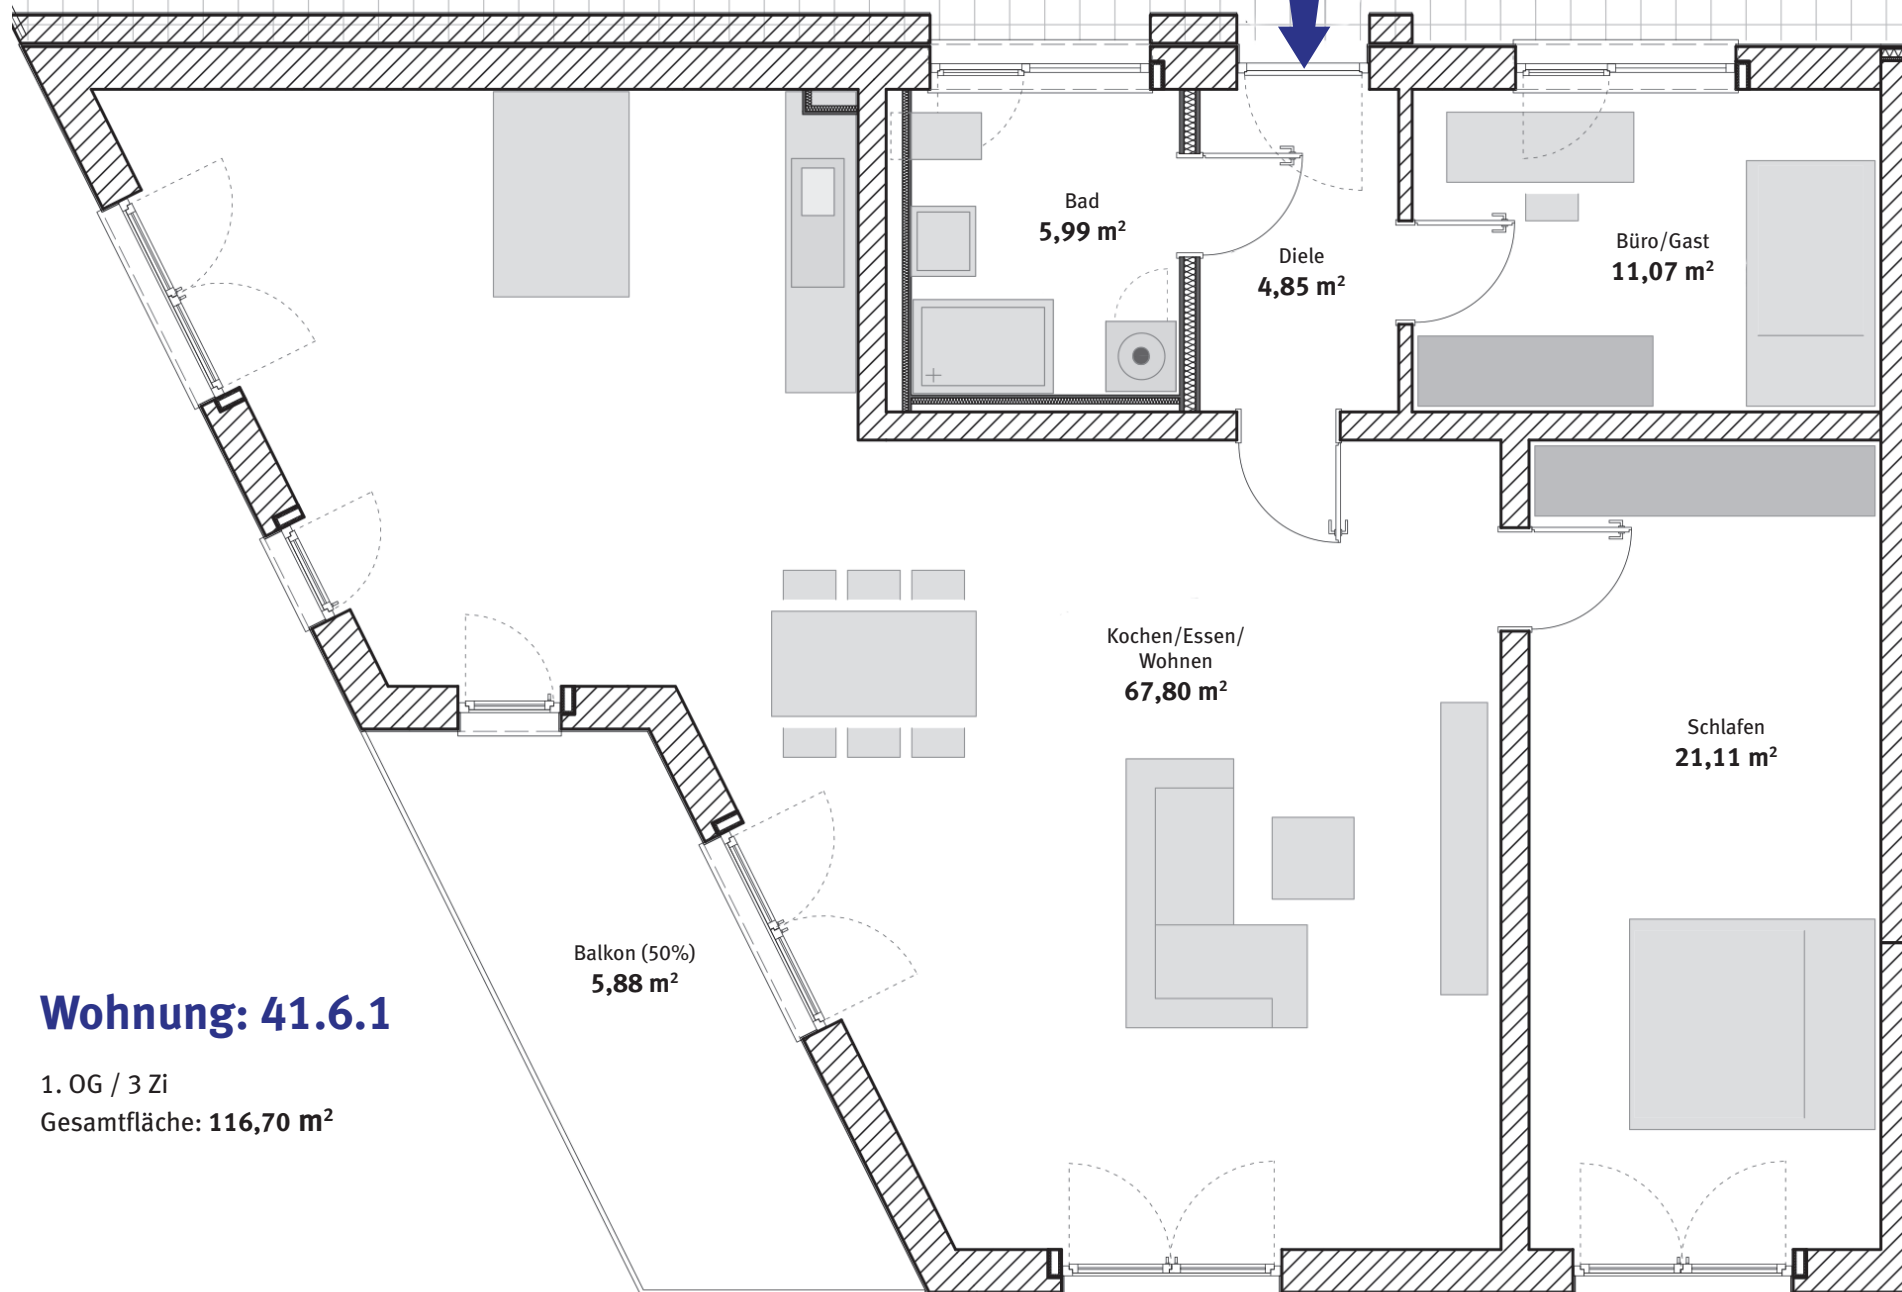 Bad
5,99 m²
Diele
4,85 m²
Büro/Gast
11,07 m²
Kochen/Essen/
Wohnen
67,80 m²
Schlafen
21,11 m²
Balkon (50%)
5,88 m²
Wohnung: 41.6.1
1. OG / 3 Zi
Gesamtfläche: 116,70 m²